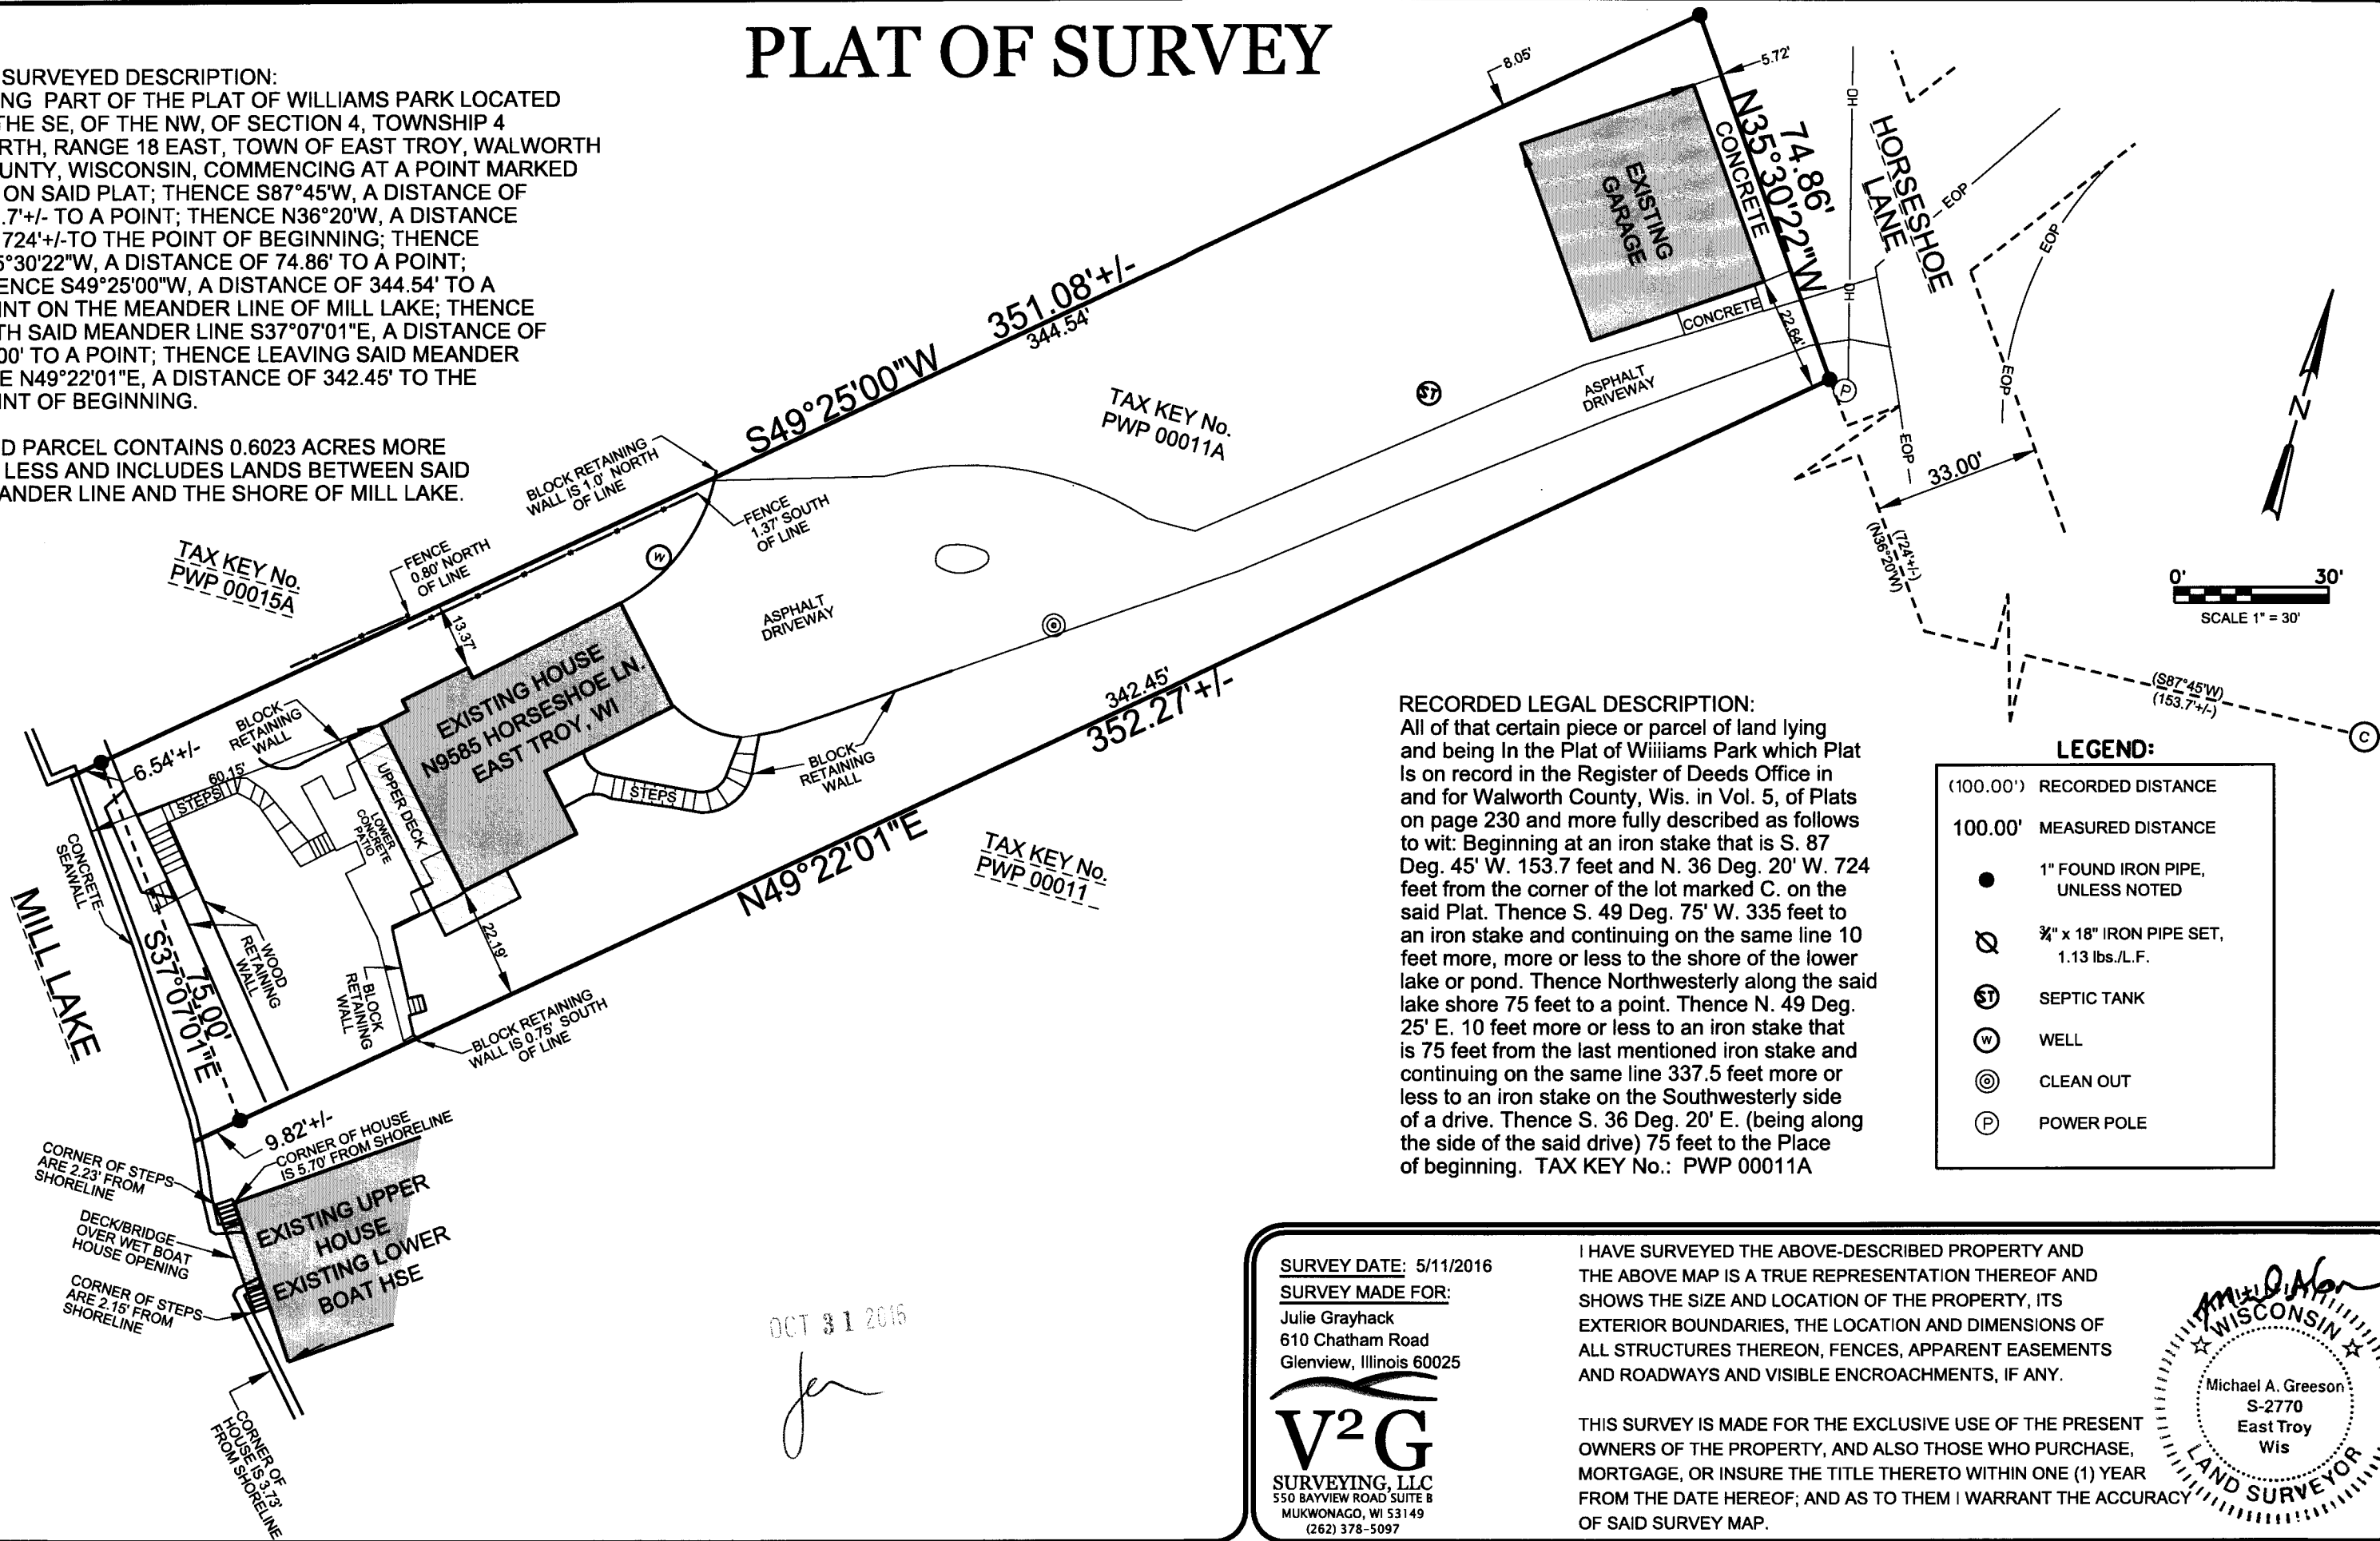 PLAT OF SURVEY
SURVEYED DESCRIPTION:
NG PART OF THE PLAT OF WILLIAMS PARK LOCATED
THE SE, OF THE NW, OF SECTION 4, TOWNSHIP 4
RTH, RANGE 18 EAST, TOWN OF EAST TROY, WALWORTH
UNTY, WISCONSIN, COMMENCING AT A POINT MARKED
ON SAID PLAT; THENCE S87°45'W, A DISTANCE OF
.7'+/- TO A POINT; THENCE N36°20'W, A DISTANCE
724'+/-TO THE POINT OF BEGINNING; THENCE
5°30'22"W, A DISTANCE OF 74.86' TO A POINT;
ENCE S49°25'00"W, A DISTANCE OF 344.54' TO A
INT ON THE MEANDER LINE OF MILL LAKE; THENCE
TH SAID MEANDER LINE S37°07'01"E, A DISTANCE OF
00' TO A POINT; THENCE LEAVING SAID MEANDER
E N49°22'01"E, A DISTANCE OF 342.45' TO THE
INT OF BEGINNING.
D PARCEL CONTAINS 0.6023 ACRES MORE
LESS AND INCLUDES LANDS BETWEEN SAID
ANDER LINE AND THE SHORE OF MILL LAKE.
8.05'
5.72'
OH
OH
N35°30'22"W
74.86'
CONCRETE
EXISTING
GARAGE
HORSESHOE
LANE
EOP
EOP
EOP
EOP
CONCRETE
22.64'
P
ASPHALT
DRIVEWAY
ST
33.00'
(724'+/-)
(N36°20'W)
N
0' 30'
SCALE 1" = 30'
(S87°45'W)
(153.7'+/-)
C
351.08'+/-
344.54'
S49°25'00"W
TAX KEY No.
PWP 00011A
BLOCK RETAINING
WALL IS 1.0' NORTH
OF LINE
FENCE
1.37' SOUTH
OF LINE
FENCE
0.80' NORTH
OF LINE
TAX KEY No.
PWP 00015A
W
13.37'
ASPHALT
DRIVEWAY
EXISTING HOUSE
N9585 HORSESHOE LN.
EAST TROY, WI
BLOCK
RETAINING
WALL
6.54'+/-
60.15'
STEPS
UPPER DECK
LOWER
CONCRETE
PATIO
STEPS
BLOCK
RETAINING
WALL
342.45'
352.27'+/-
N49°22'01"E
TAX KEY No.
PWP 00011
CONCRETE
SEAWALL
MILL LAKE
S37°07'01"E
75.00'
WOOD
RETAINING
WALL
BLOCK
RETAINING
WALL
22.19'
BLOCK RETAINING
WALL IS 0.75' SOUTH
OF LINE
9.82'+/-
CORNER OF HOUSE
IS 5.70' FROM SHORELINE
CORNER OF STEPS
ARE 2.23' FROM
SHORELINE
DECK/BRIDGE
OVER WET BOAT
HOUSE OPENING
CORNER OF STEPS
ARE 2.15' FROM
SHORELINE
EXISTING UPPER
HOUSE
EXISTING LOWER
BOAT HSE
CORNER OF
HOUSE IS 3.73'
FROM SHORELINE
OCT 31 2016
RECORDED LEGAL DESCRIPTION:
All of that certain piece or parcel of land lying
and being In the Plat of Wiiiiams Park which Plat
Is on record in the Register of Deeds Office in
and for Walworth County, Wis. in Vol. 5, of Plats
on page 230 and more fully described as follows
to wit: Beginning at an iron stake that is S. 87
Deg. 45' W. 153.7 feet and N. 36 Deg. 20' W. 724
feet from the corner of the lot marked C. on the
said Plat. Thence S. 49 Deg. 75' W. 335 feet to
an iron stake and continuing on the same line 10
feet more, more or less to the shore of the lower
lake or pond. Thence Northwesterly along the said
lake shore 75 feet to a point. Thence N. 49 Deg.
25' E. 10 feet more or less to an iron stake that
is 75 feet from the last mentioned iron stake and
continuing on the same line 337.5 feet more or
less to an iron stake on the Southwesterly side
of a drive. Thence S. 36 Deg. 20' E. (being along
the side of the said drive) 75 feet to the Place
of beginning. TAX KEY No.: PWP 00011A
LEGEND:
(100.00') RECORDED DISTANCE
100.00' MEASURED DISTANCE
1" FOUND IRON PIPE,
UNLESS NOTED
¾" x 18" IRON PIPE SET,
1.13 lbs./L.F.
ST SEPTIC TANK
W WELL
CLEAN OUT
P POWER POLE
SURVEY DATE: 5/11/2016
SURVEY MADE FOR:
Julie Grayhack
610 Chatham Road
Glenview, Illinois 60025
V²G
SURVEYING, LLC
550 BAYVIEW ROAD SUITE B
MUKWONAGO, WI 53149
(262) 378-5097
I HAVE SURVEYED THE ABOVE-DESCRIBED PROPERTY AND
THE ABOVE MAP IS A TRUE REPRESENTATION THEREOF AND
SHOWS THE SIZE AND LOCATION OF THE PROPERTY, ITS
EXTERIOR BOUNDARIES, THE LOCATION AND DIMENSIONS OF
ALL STRUCTURES THEREON, FENCES, APPARENT EASEMENTS
AND ROADWAYS AND VISIBLE ENCROACHMENTS, IF ANY.
THIS SURVEY IS MADE FOR THE EXCLUSIVE USE OF THE PRESENT
OWNERS OF THE PROPERTY, AND ALSO THOSE WHO PURCHASE,
MORTGAGE, OR INSURE THE TITLE THERETO WITHIN ONE (1) YEAR
FROM THE DATE HEREOF; AND AS TO THEM I WARRANT THE ACCURACY
OF SAID SURVEY MAP.
WISCONSIN
Michael A. Greeson
S-2770
East Troy
Wis
LAND SURVEYOR